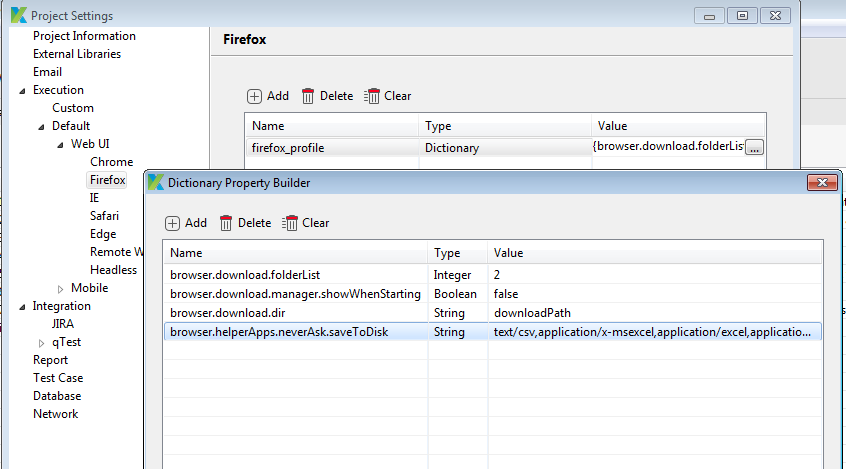 Project Settings
Project Information
External Libraries
Email
Execution
Custom
Default
Web UI
Chrome
Firefox
IE
Safari
Edge
Remote W
Headless
Mobile
Integration
JIRA
qTest
Report
Test Case
Database
Network
Firefox
Add Delete Clear
Name Type Value
firefox_profile Dictionary {browser.download.folderLis ...
Dictionary Property Builder
Add Delete Clear
Name Type Value
browser.download.folderList Integer 2
browser.download.manager.showWhenStarting Boolean false
browser.download.dir String downloadPath
browser.helperApps.neverAsk.saveToDisk String text/csv,application/x-msexcel,application/excel,applicatio...